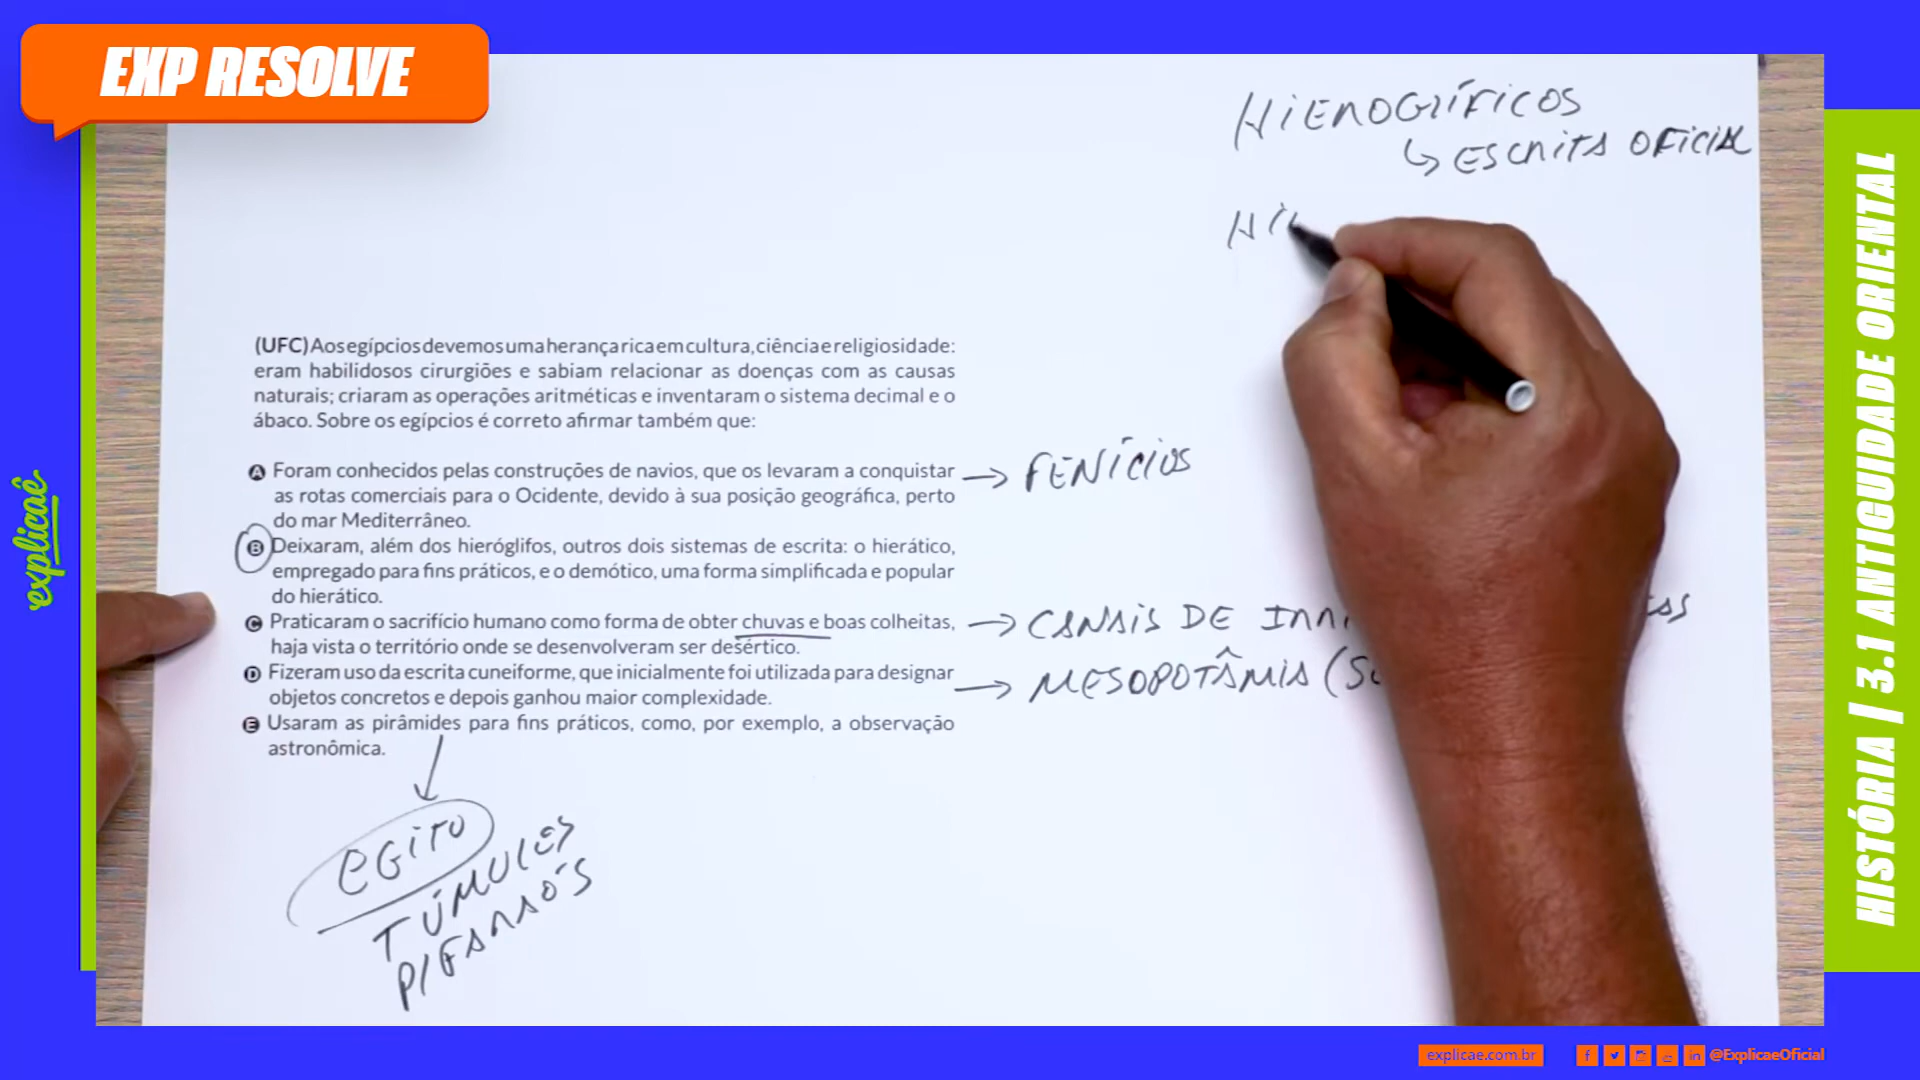 EXP RESOLVE
HIEROGLÍFICOS
↳ ESCRITA OFICIAL
(UFC) Aos egípcios devemos uma herança rica em cultura, ciência e religiosidade:
eram habilidosos cirurgiões e sabiam relacionar as doenças com as causas
naturais; criaram as operações aritméticas e inventaram o sistema decimal e o
ábaco. Sobre os egípcios é correto afirmar também que:
A Foram conhecidos pelas construções de navios, que os levaram a conquistar → FENÍCIOS
as rotas comerciais para o Ocidente, devido à sua posição geográfica, perto
do mar Mediterrâneo.
B Deixaram, além dos hieróglifos, outros dois sistemas de escrita: o hierático,
empregado para fins práticos, e o demótico, uma forma simplificada e popular
do hierático.
C Praticaram o sacrifício humano como forma de obter chuvas e boas colheitas, → CANAIS DE
haja vista o território onde se desenvolveram ser desértico.
D Fizeram uso da escrita cuneiforme, que inicialmente foi utilizada para designar → MESOPOTÂMIA
objetos concretos e depois ganhou maior complexidade.
E Usaram as pirâmides para fins práticos, como, por exemplo, a observação
astronômica.
EGITO
TÚMULOS
P/FARAÓS
explicaê
HISTÓRIA | 3.1 ANTIGUIDADE ORIENTAL
explicae.com.br
@ExplicaeOficial